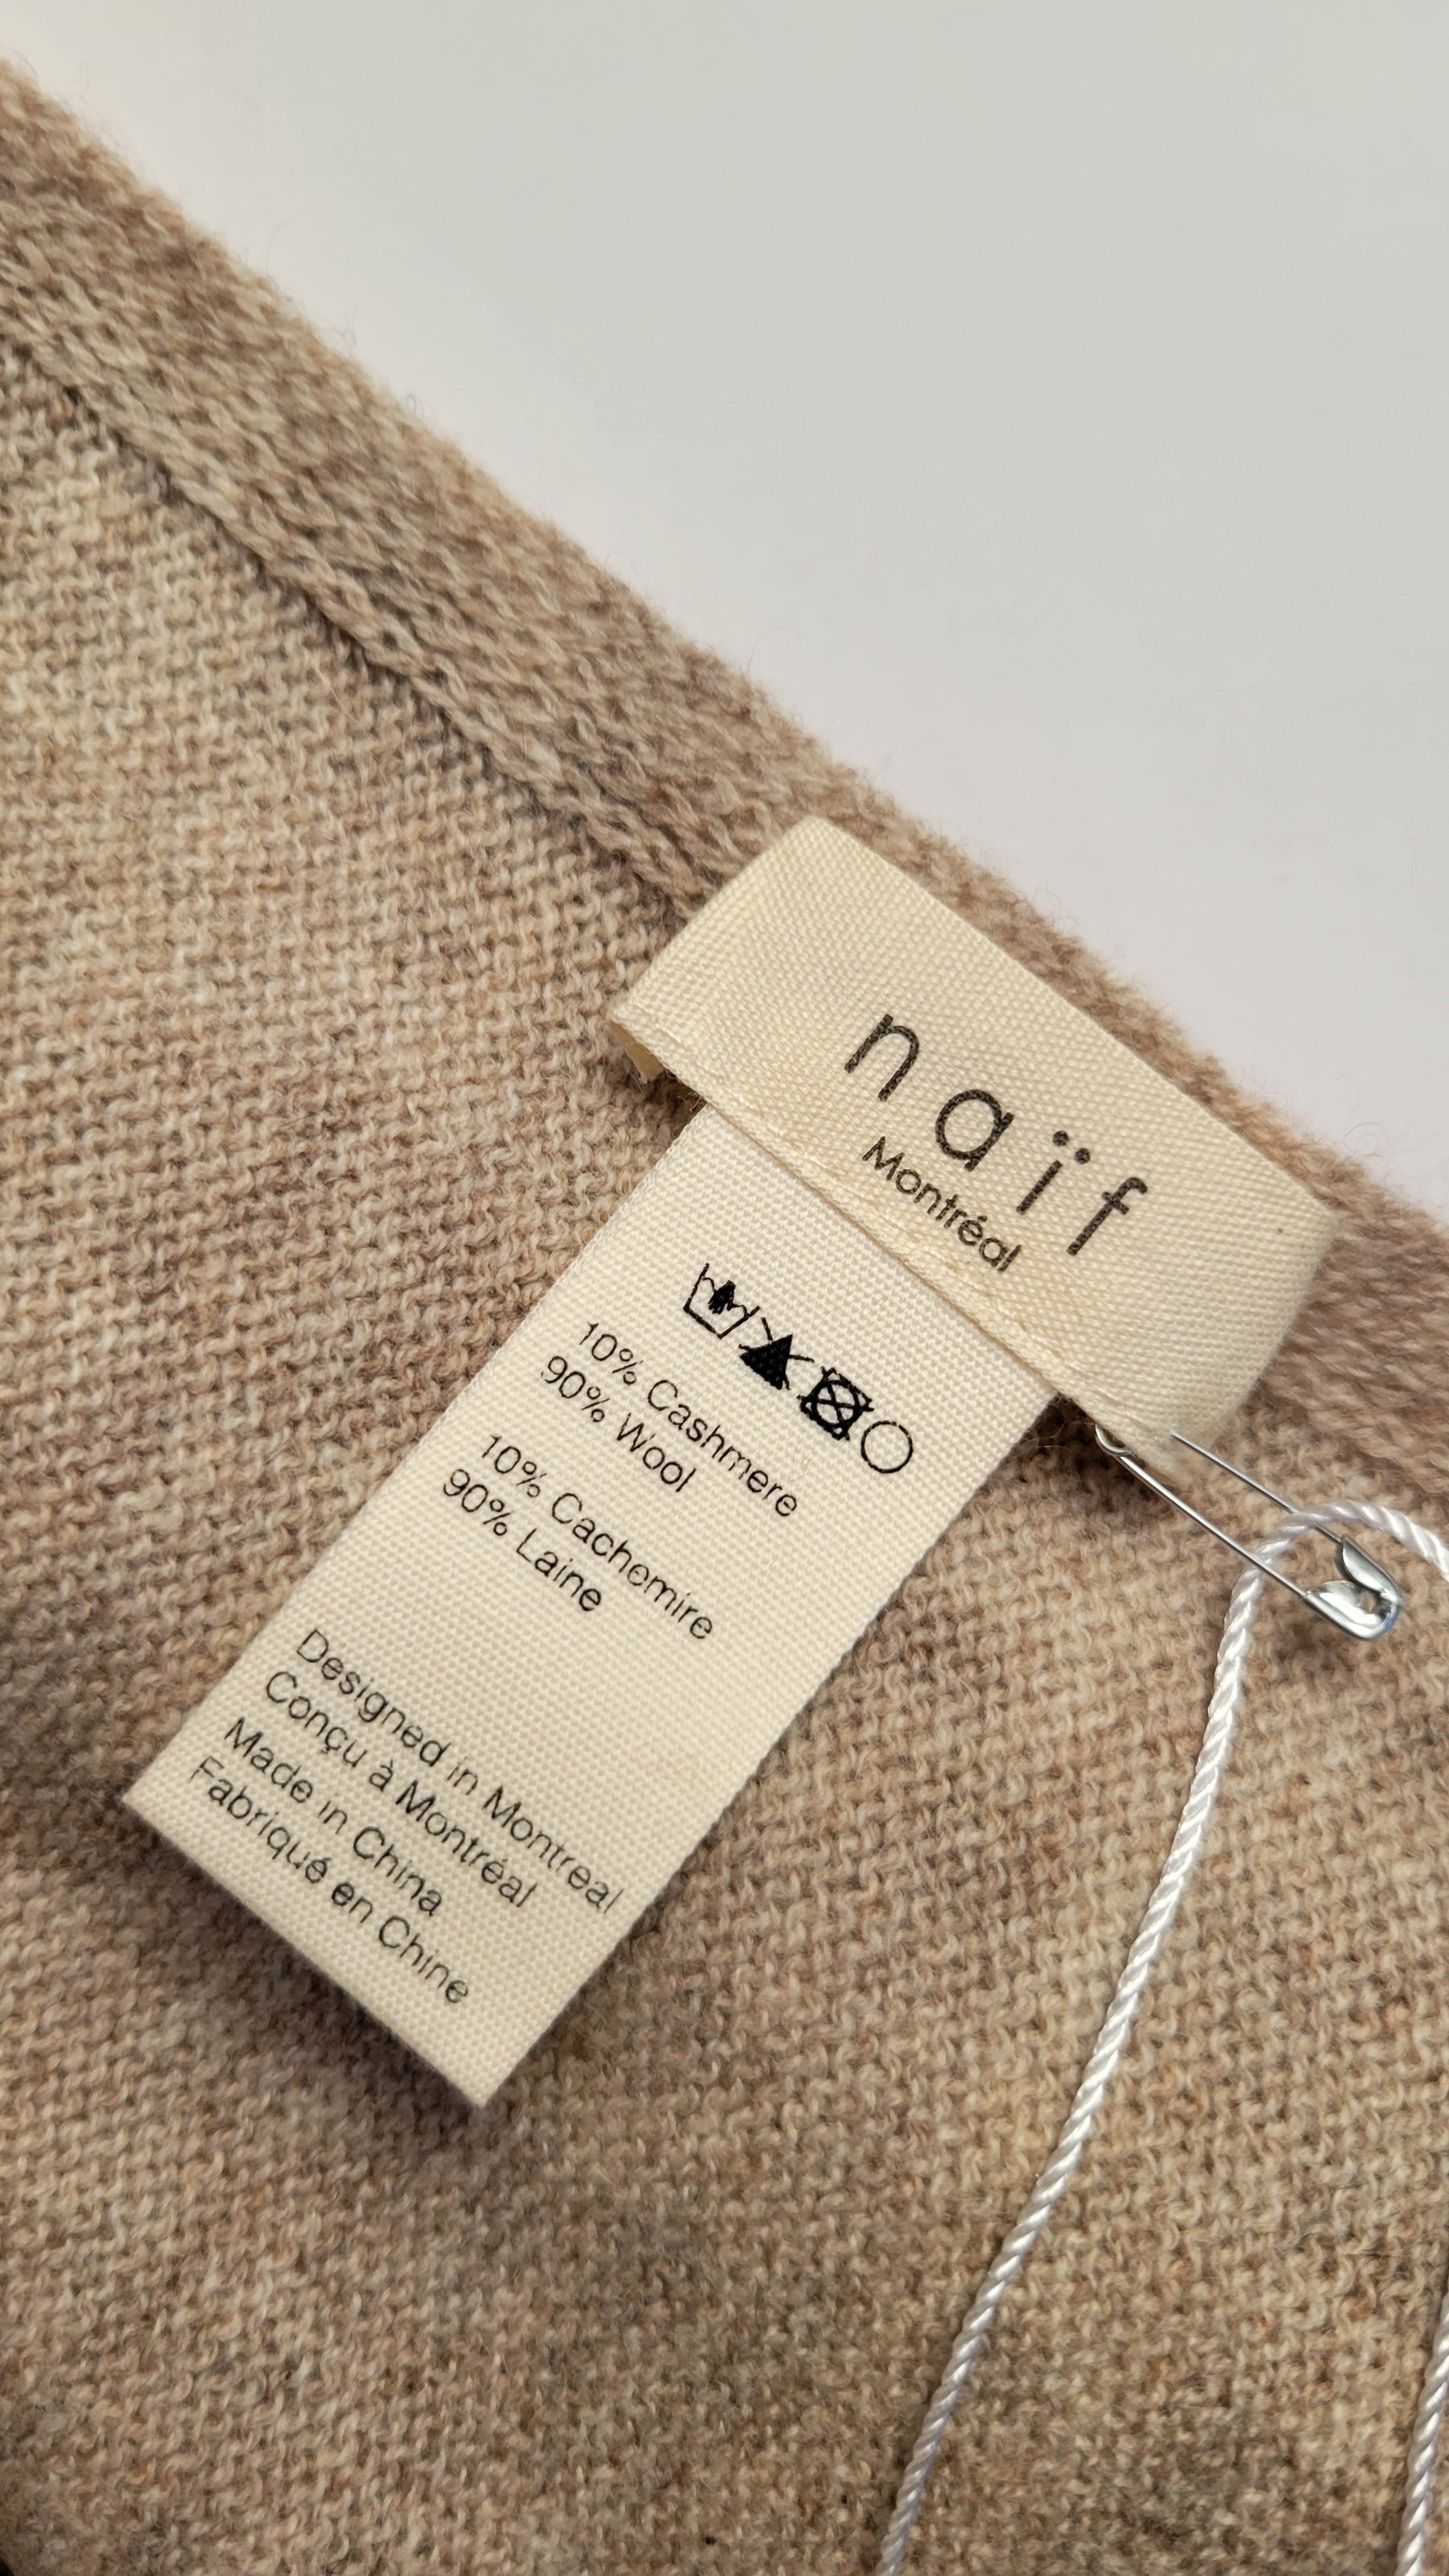 naïf
Montréal
10% Cashmere
90% Wool
10% Cachemire
90% Laine
Designed in Montreal
Conçu à Montréal
Made in China
Fabriqué en Chine